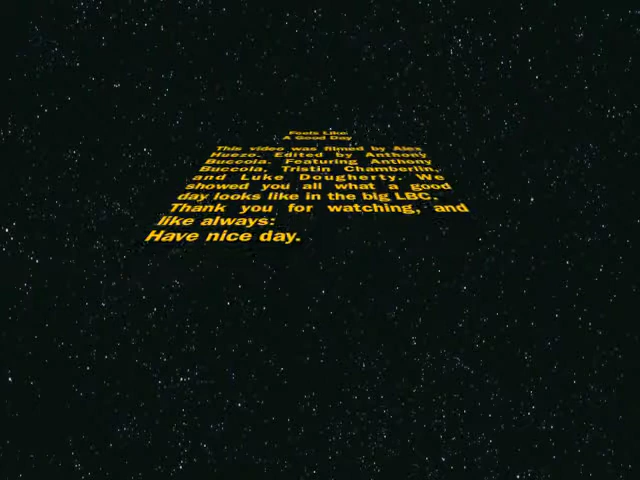 Feels Like
A Good Day
This video was filmed by Alex
Huezo. Edited by Anthony
Buccola. Featuring Anthony
Buccola, Tristin Chamberlin,
and Luke Dougherty. We
showed you all what a good
day looks like in the big LBC.
Thank you for watching, and
like always:
Have nice day.